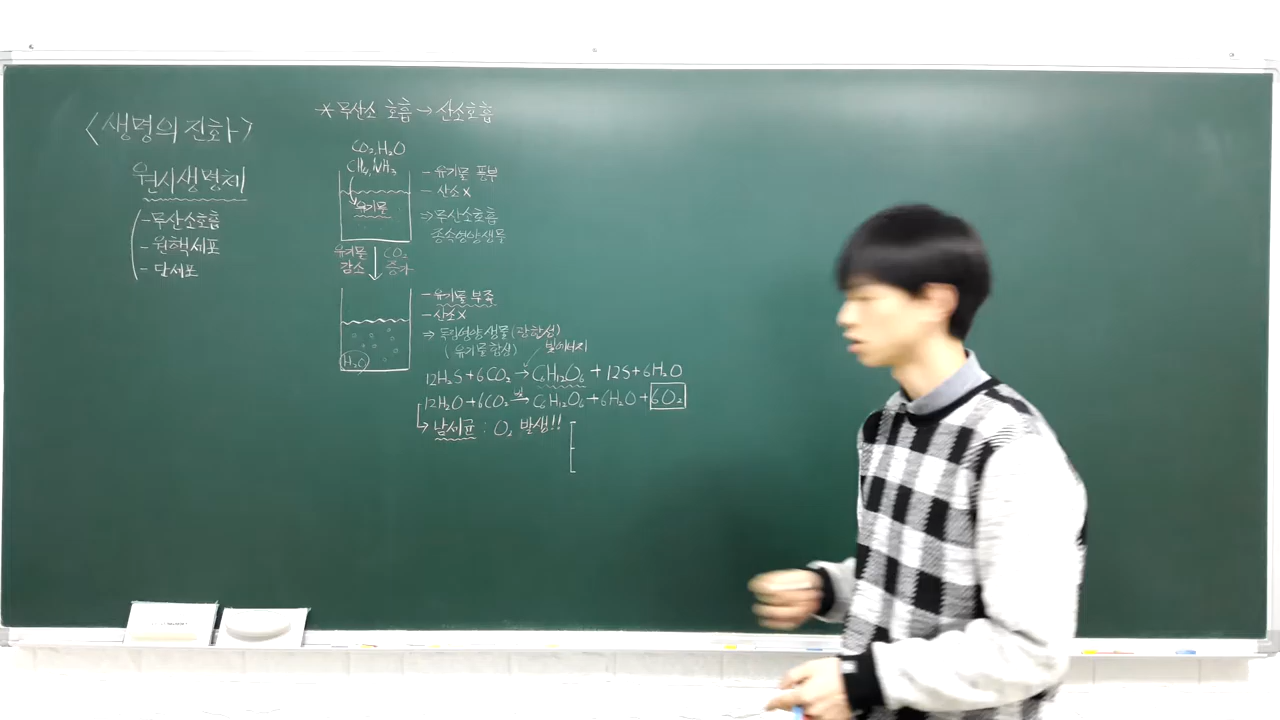 <생명의 진화>
원시생명체
- 무산소호흡
- 원핵세포
- 단세포
* 무산소 호흡 → 산소호흡
CO₂, H₂O
CH₄, NH₃
유기물
- 유기물 풍부
- 산소 X
⇒ 무산소호흡
종속영양생물
유기물 감소
CO₂ 증가
H₂O
- 유기물 부족
- 산소 X
⇒ 독립영양생물 (광합성)
(유기물 합성)
빛에너지
12H₂S + 6CO₂ → C₆H₁₂O₆ + 12S + 6H₂O
12H₂O + 6CO₂ 빛→ C₆H₁₂O₆ + 6H₂O + 6O₂
↳ 남세균 : O₂ 발생!!